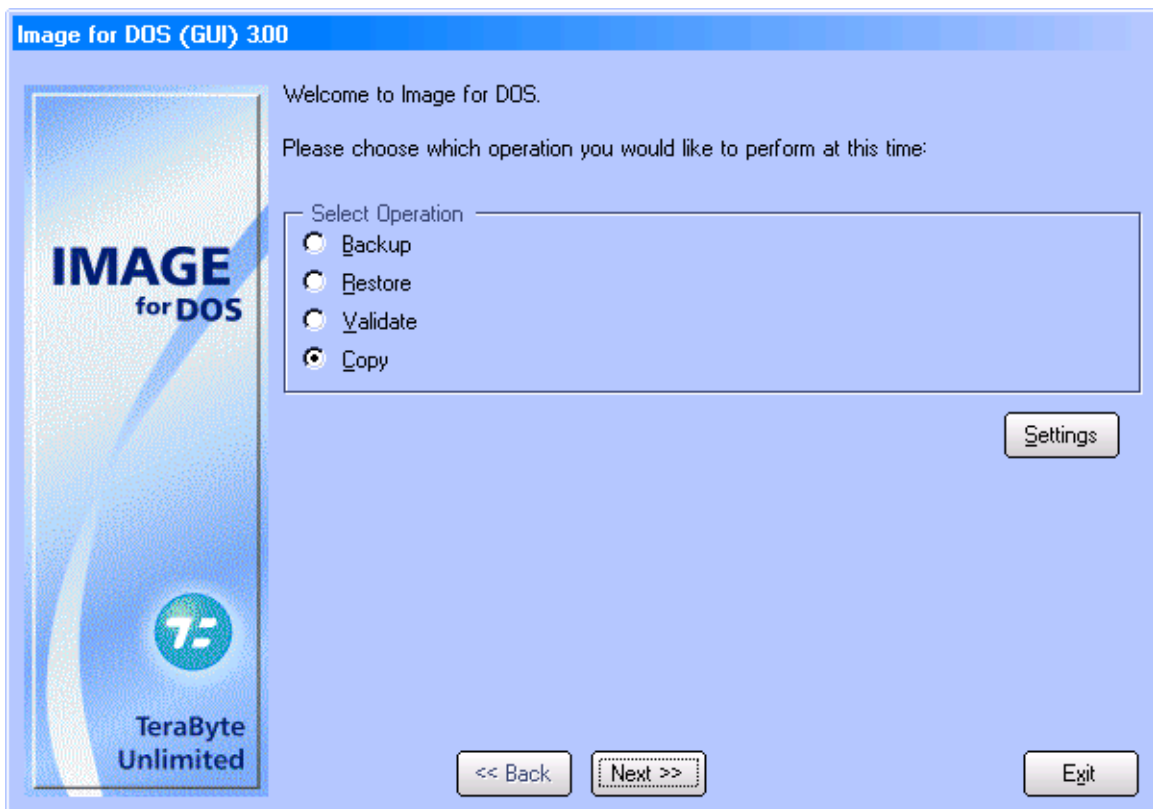 Image for DOS (GUI) 3.00
Welcome to Image for DOS.
Please choose which operation you would like to perform at this time:
Select Operation
Backup
Restore
Validate
Copy
Settings
IMAGE
for DOS
TeraByte
Unlimited
<< Back
Next >>
Exit